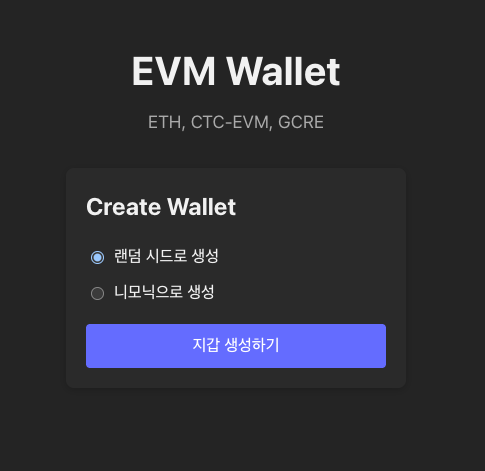 EVM Wallet
ETH, CTC-EVM, GCRE
Create Wallet
랜덤 시드로 생성
니모닉으로 생성
지갑 생성하기